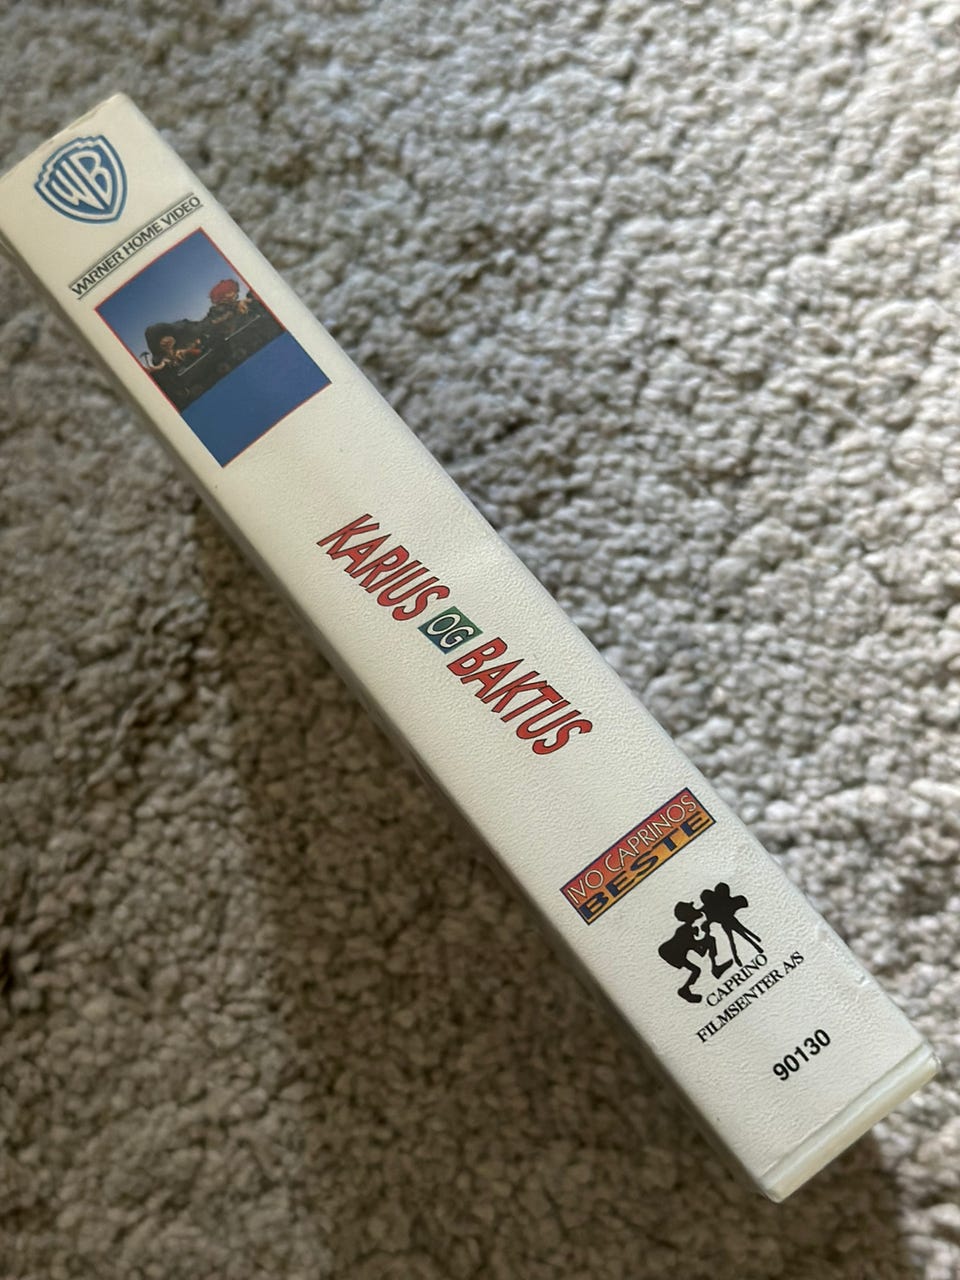 WB
WARNER HOME VIDEO
KARIUS OG BAKTUS
IVO CAPRINOS
BESTE
CAPRINO
FILMSENTER A/S
90130